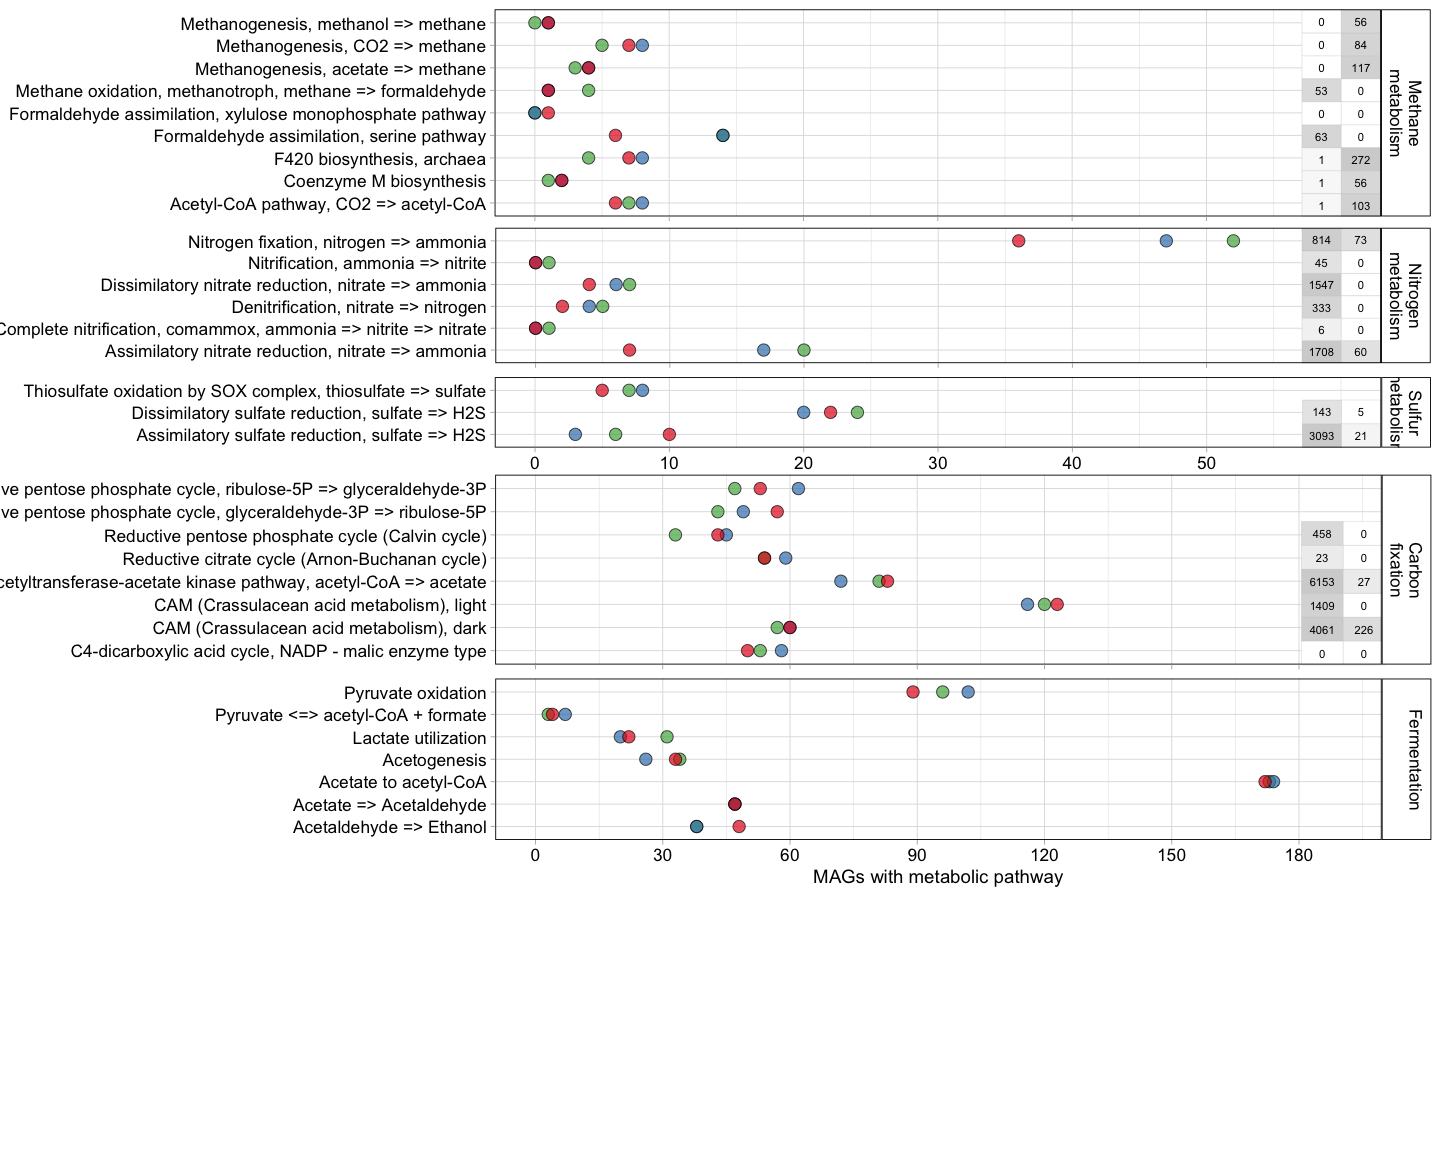 Methanogenesis, methanol => methane 0 56
Methanogenesis, CO2 => methane 0 84
Methanogenesis, acetate => methane 0 117
Methane oxidation, methanotroph, methane => formaldehyde 53 0
Formaldehyde assimilation, xylulose monophosphate pathway 0 0
Formaldehyde assimilation, serine pathway 63 0
F420 biosynthesis, archaea 1 272
Coenzyme M biosynthesis 1 56
Acetyl-CoA pathway, CO2 => acetyl-CoA 1 103
Methane
metabolism
Nitrogen fixation, nitrogen => ammonia 814 73
Nitrification, ammonia => nitrite 45 0
Dissimilatory nitrate reduction, nitrate => ammonia 1547 0
Denitrification, nitrate => nitrogen 333 0
Complete nitrification, comammox, ammonia => nitrite => nitrate 6 0
Assimilatory nitrate reduction, nitrate => ammonia 1708 60
Nitrogen
metabolism
Thiosulfate oxidation by SOX complex, thiosulfate => sulfate
Dissimilatory sulfate reduction, sulfate => H2S 143 5
Assimilatory sulfate reduction, sulfate => H2S 3093 21
Sulfur
etabolis
0 10 20 30 40 50
ve pentose phosphate cycle, ribulose-5P => glyceraldehyde-3P
ve pentose phosphate cycle, glyceraldehyde-3P => ribulose-5P
Reductive pentose phosphate cycle (Calvin cycle) 458 0
Reductive citrate cycle (Arnon-Buchanan cycle) 23 0
cetyltransferase-acetate kinase pathway, acetyl-CoA => acetate 6153 27
CAM (Crassulacean acid metabolism), light 1409 0
CAM (Crassulacean acid metabolism), dark 4061 226
C4-dicarboxylic acid cycle, NADP - malic enzyme type 0 0
Carbon
fixation
Pyruvate oxidation
Pyruvate <=> acetyl-CoA + formate
Lactate utilization
Acetogenesis
Acetate to acetyl-CoA
Acetate => Acetaldehyde
Acetaldehyde => Ethanol
Fermentation
0 30 60 90 120 150 180
MAGs with metabolic pathway